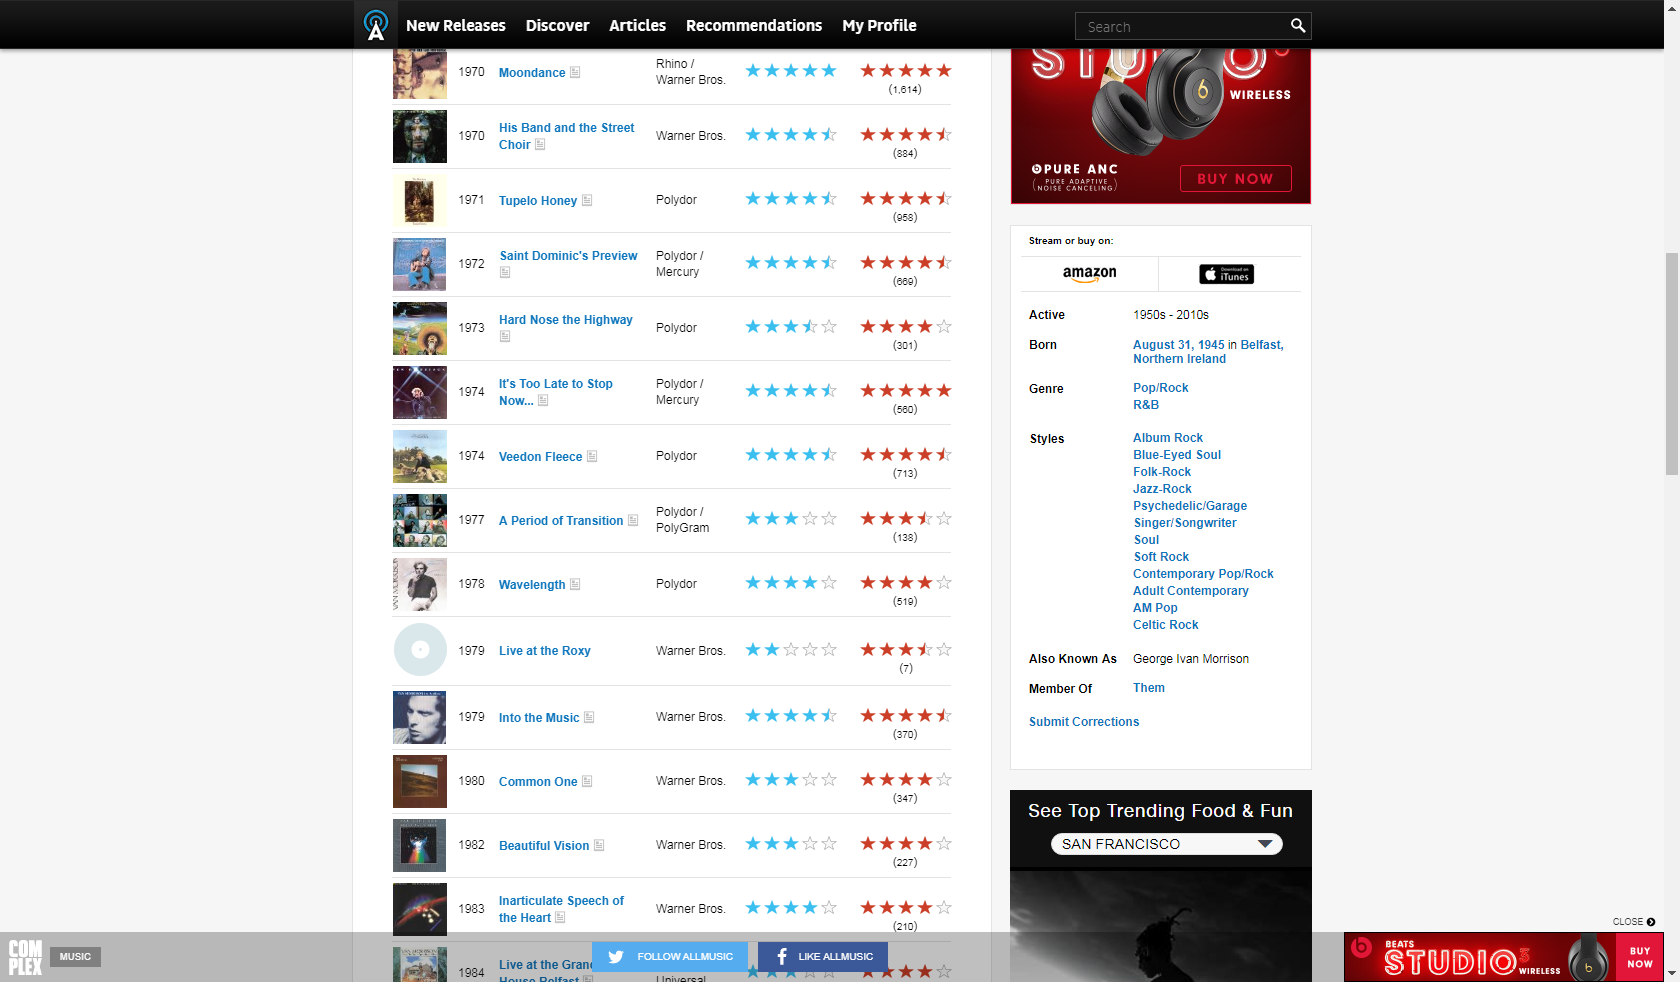 New Releases Discover Articles Recommendations My Profile Search
1970 Moondance Rhino / Warner Bros. (1,614)
1970 His Band and the Street Choir Warner Bros. (884)
1971 Tupelo Honey Polydor (958)
1972 Saint Dominic's Preview Polydor / Mercury (669)
1973 Hard Nose the Highway Polydor (301)
1974 It's Too Late to Stop Now... Polydor / Mercury (560)
1974 Veedon Fleece Polydor (713)
1977 A Period of Transition Polydor / PolyGram (138)
1978 Wavelength Polydor (519)
1979 Live at the Roxy Warner Bros. (7)
1979 Into the Music Warner Bros. (370)
1980 Common One Warner Bros. (347)
1982 Beautiful Vision Warner Bros. (227)
1983 Inarticulate Speech of the Heart Warner Bros. (210)
1984 Live at the Grand House Belfast Universal
STUDIO3
WIRELESS
PURE ANC
( PURE ADAPTIVE
NOISE CANCELING )
BUY NOW
Stream or buy on:
amazon
Download on
iTunes
Active 1950s - 2010s
Born August 31, 1945 in Belfast,
Northern Ireland
Genre Pop/Rock
R&B
Styles Album Rock
Blue-Eyed Soul
Folk-Rock
Jazz-Rock
Psychedelic/Garage
Singer/Songwriter
Soul
Soft Rock
Contemporary Pop/Rock
Adult Contemporary
AM Pop
Celtic Rock
Also Known As George Ivan Morrison
Member Of Them
Submit Corrections
See Top Trending Food & Fun
SAN FRANCISCO
CLOSE
COMPLEX MUSIC
FOLLOW ALLMUSIC
LIKE ALLMUSIC
BEATS
STUDIO3
WIRELESS
BUY
NOW